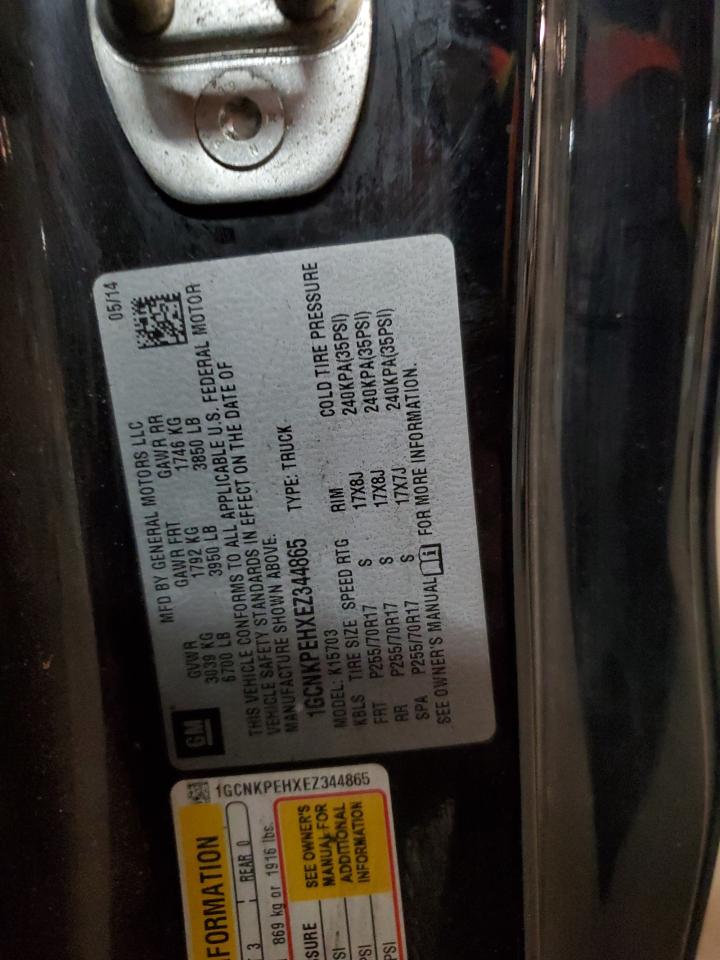 MFD BY GENERAL MOTORS LLC 05/14
GM
GVWR GAWR FRT GAWR RR
3039 KG 1792 KG 1746 KG
6700 LB 3950 LB 3850 LB
THIS VEHICLE CONFORMS TO ALL APPLICABLE U.S. FEDERAL MOTOR
VEHICLE SAFETY STANDARDS IN EFFECT ON THE DATE OF
MANUFACTURE SHOWN ABOVE.
1GCNKPEHXEZ344865 TYPE: TRUCK
MODEL: K15703
KBLS TIRE SIZE SPEED RTG RIM COLD TIRE PRESSURE
FRT P255/70R17 S 17X8J 240KPA(35PSI)
RR P255/70R17 S 17X8J 240KPA(35PSI)
SPA P255/70R17 S 17X7J 240KPA(35PSI)
SEE OWNER'S MANUAL FOR MORE INFORMATION.
1GCNKPEHXEZ344865
FORMATION
3 REAR 0
869 kg or 1916 lbs.
SURE
SEE OWNER'S
MANUAL FOR
ADDITIONAL
INFORMATION
PSI
PSI